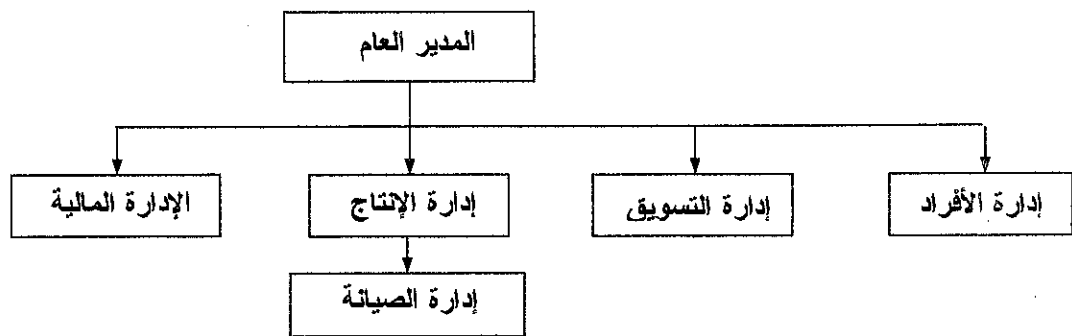 المدير العام
إدارة الأفراد
إدارة التسويق
إدارة الإنتاج
الإدارة المالية
إدارة الصيانة